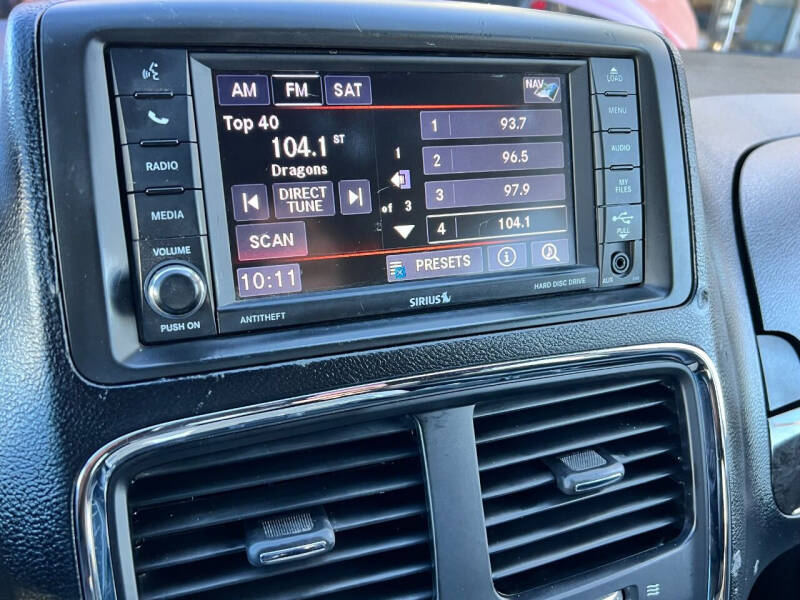 LOAD
AM FM SAT NAV
MENU
Top 40
1 93.7
104.1 ST
2 96.5
AUDIO
RADIO
Dragons
1
of 3
3 97.9
MY FILES
DIRECT TUNE
MEDIA
4 104.1
PULL
SCAN
VOLUME
10:11
PRESETS
PUSH ON
ANTITHEFT
SIRIUS
HARD DISC DRIVE
AUX